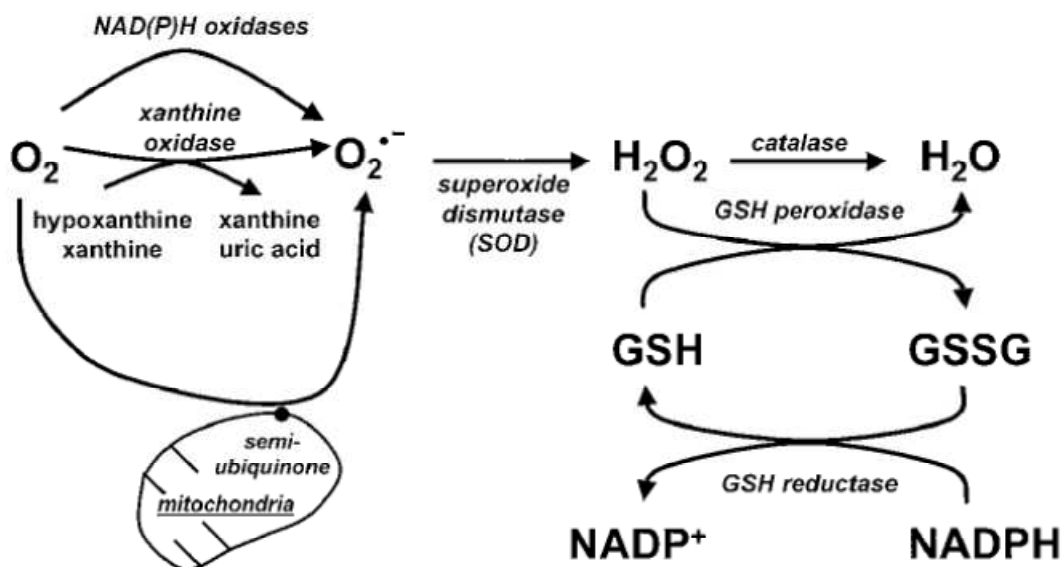 NAD(P)H oxidases
xanthine
oxidase
O₂
O₂•⁻
hypoxanthine
xanthine
xanthine
uric acid
superoxide
dismutase
(SOD)
H₂O₂
catalase
H₂O
GSH peroxidase
GSH
GSSG
semi-
ubiquinone
mitochondria
GSH reductase
NADP⁺
NADPH